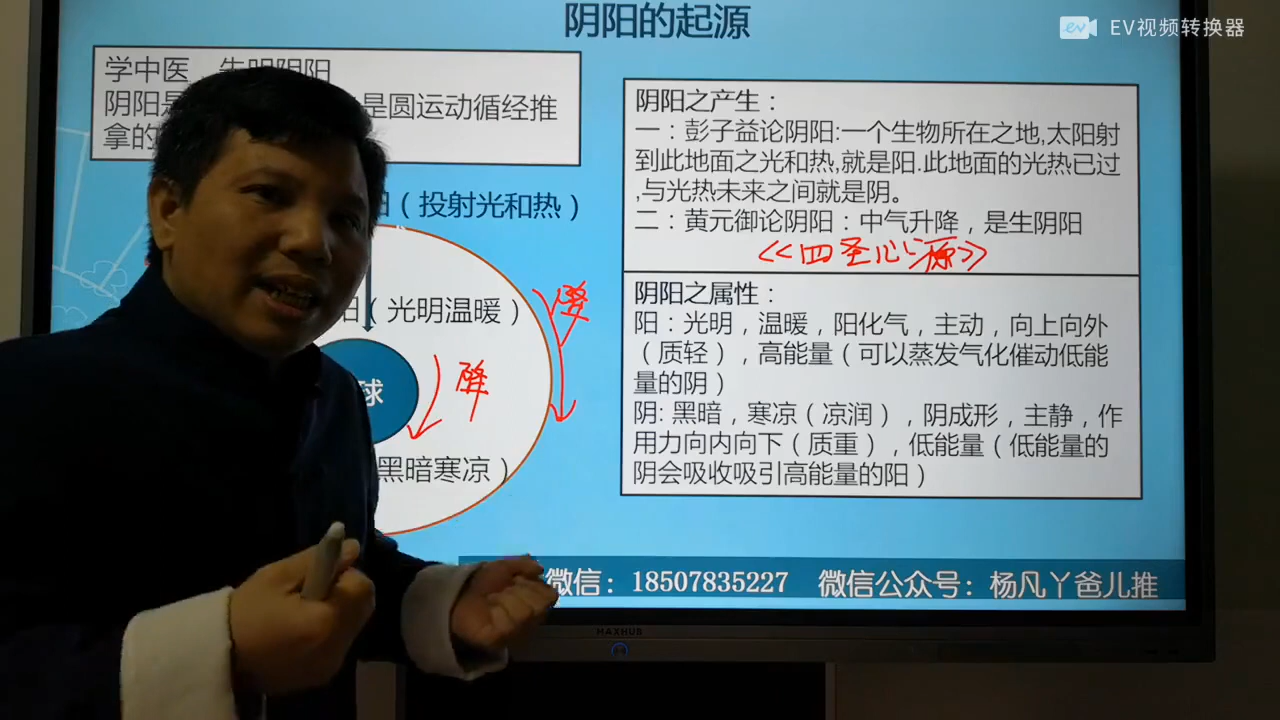 阴阳的起源
EV视频转换器
学中医
阴阳是 是圆运动循经推
拿的
阳（投射光和热）
阳（光明温暖）
球
黑暗寒凉）
降
降
阴阳之产生：
一：彭子益论阴阳:一个生物所在之地,太阳射
到此地面之光和热,就是阳.此地面的光热已过
,与光热未来之间就是阴。
二：黄元御论阴阳：中气升降，是生阴阳
<<四圣心源>>
阴阳之属性：
阳：光明，温暖，阳化气，主动，向上向外
（质轻），高能量（可以蒸发气化催动低能
量的阴）
阴: 黑暗，寒凉（凉润），阴成形，主静，作
用力向内向下（质重），低能量（低能量的
阴会吸收吸引高能量的阳）
微信：18507835227 微信公众号：杨凡丫爸儿推
HAXHUB